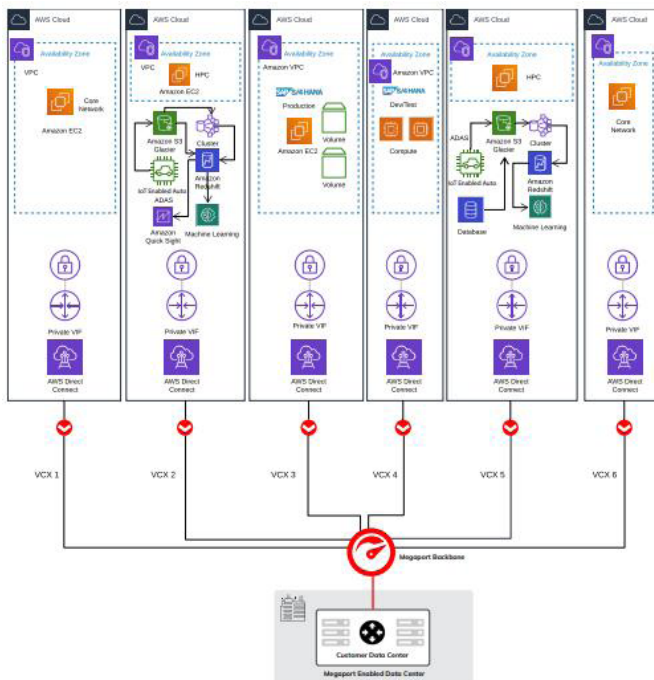 AWS Cloud
VPC
Availability Zone
Core
Network
Amazon EC2
Private VIF
AWS Direct
Connect
VCX 1
AWS Cloud
Availability Zone
VPC
HPC
Amazon EC2
Amazon S3
Glazier
Cluster
IoT Enabled Auto
ADAS
Amazon
Redshift
Amazon
Quick Sight
Machine Learning
Private VIF
AWS Direct
Connect
VCX 2
AWS Cloud
Availability Zone
Amazon VPC
SAP S/4HANA
Production
Volume
Amazon EC2
Volume
Private VIF
AWS Direct
Connect
VCX 3
AWS Cloud
Availability Zone
Amazon VPC
SAP S/4HANA
Dev/Test
Compute
Private VIF
AWS Direct
Connect
VCX 4
AWS Cloud
Availability Zone
VPC
HPC
ADAS
Amazon S3
Glazier
Cluster
IoT Enabled Auto
Amazon
Redshift
Database
Machine Learning
Private VIF
AWS Direct
Connect
VCX 5
AWS Cloud
Availability Zone
Core
Network
Private VIF
AWS Direct
Connect
VCX 6
Megaport Backbone
Customer Data Center
Megaport Enabled Data Center